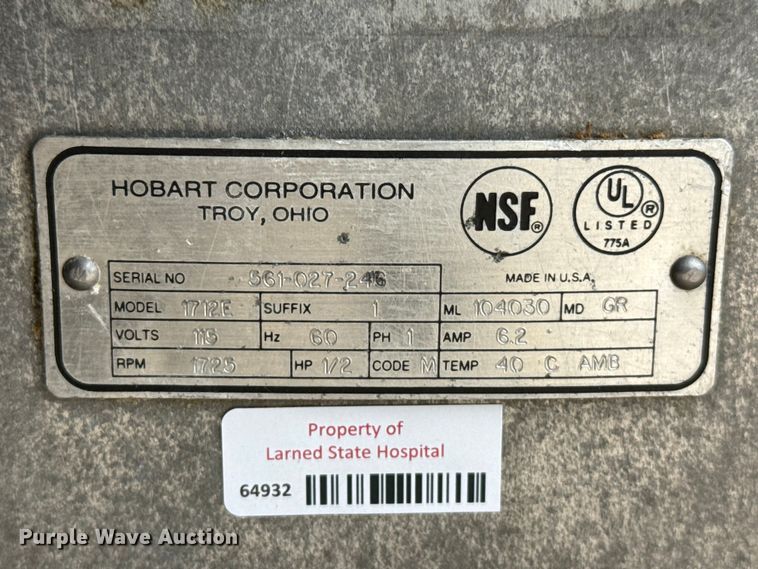 HOBART CORPORATION
TROY, OHIO
NSF®
UL®
LISTED
775A
SERIAL NO
MADE IN U.S.A.
MODEL 1712E SUFFIX 1 ML 104030 MD GR
VOLTS 115 Hz 60 PH 1 AMP 6.2
RPM 1725 HP 1/2 CODE M TEMP 40 C AMB
Property of
Larned State Hospital
64932
Purple Wave Auction